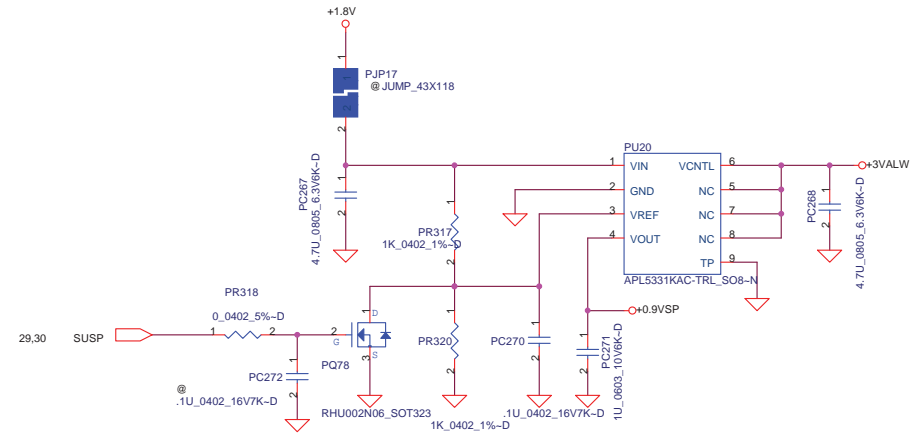 +1.8V
1
PJP17
@ JUMP_43X118
1
2
2
PU20
1 VIN VCNTL 6
+3VALW
2 GND NC 5
3 VREF NC 7
4 VOUT NC 8
TP 9
APL5331KAC-TRL_SO8~N
1
PC267
2
4.7U_0805_6.3V6K~D
1
PR317
1K_0402_1%~D
2
1
PC268
2
4.7U_0805_6.3V6K~D
+0.9VSP
PR318
0_0402_5%~D
29,30 SUSP
1 2
2 G
1 D
3 S
PQ78
RHU002N06_SOT323
1
PC272
2
@
.1U_0402_16V7K~D
1
PR320
2
1K_0402_1%~D
1
PC270
2
.1U_0402_16V7K~D
1
PC271
2
1U_0603_10V6K~D